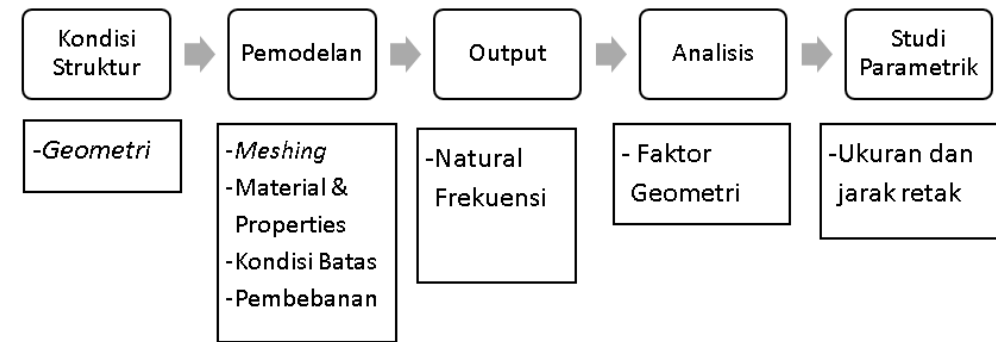 Kondisi
Struktur
Pemodelan
Output
Analisis
Studi
Parametrik
-Geometri
-Meshing
-Material &
Properties
-Kondisi Batas
-Pembebanan
-Natural
Frekuensi
- Faktor
Geometri
-Ukuran dan
jarak retak